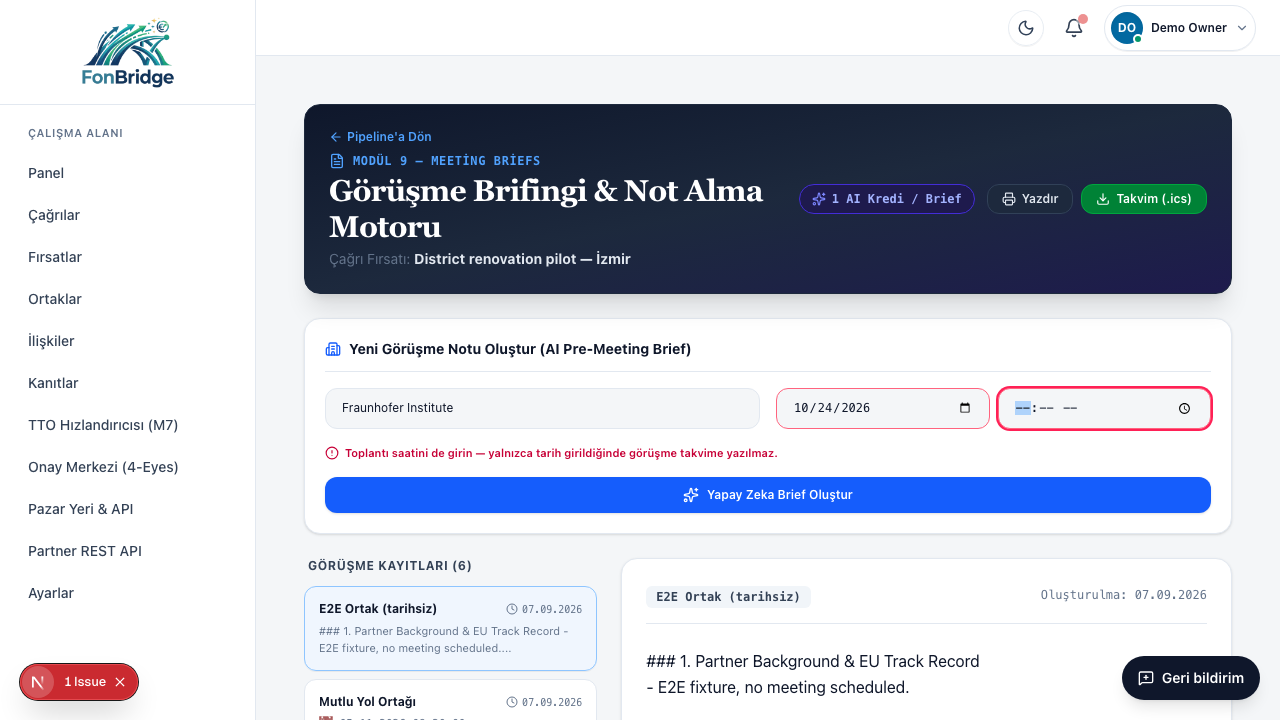 DO
Demo Owner
FonBridge
ÇALIŞMA ALANI
Panel
Çağrılar
Fırsatlar
Ortaklar
İlişkiler
Kanıtlar
TTO Hızlandırıcısı (M7)
Onay Merkezi (4-Eyes)
Pazar Yeri & API
Partner REST API
Ayarlar
N
1 Issue
Pipeline'a Dön
MODÜL 9 — MEETİNG BRİEFS
Görüşme Brifingi & Not Alma
Motoru
Çağrı Fırsatı: District renovation pilot — İzmir
1 AI Kredi / Brief
Yazdır
Takvim (.ics)
Yeni Görüşme Notu Oluştur (AI Pre-Meeting Brief)
Fraunhofer Institute
10/24/2026
--:-- --
Toplantı saatini de girin — yalnızca tarih girildiğinde görüşme takvime yazılmaz.
Yapay Zeka Brief Oluştur
GÖRÜŞME KAYITLARI (6)
E2E Ortak (tarihsiz)
07.09.2026
### 1. Partner Background & EU Track Record -
E2E fixture, no meeting scheduled....
Mutlu Yol Ortağı
07.09.2026
E2E Ortak (tarihsiz)
Oluşturulma: 07.09.2026
### 1. Partner Background & EU Track Record
- E2E fixture, no meeting scheduled.
Geri bildirim